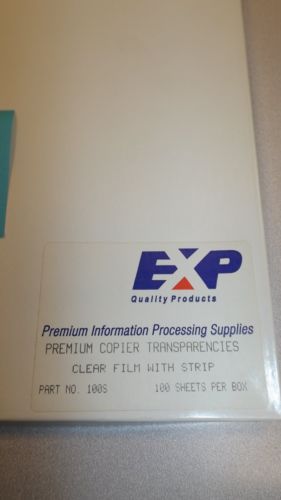 EXP
Quality Products
Premium Information Processing Supplies
PREMIUM COPIER TRANSPARENCIES
CLEAR FILM WITH STRIP
PART NO. 100S 100 SHEETS PER BOX